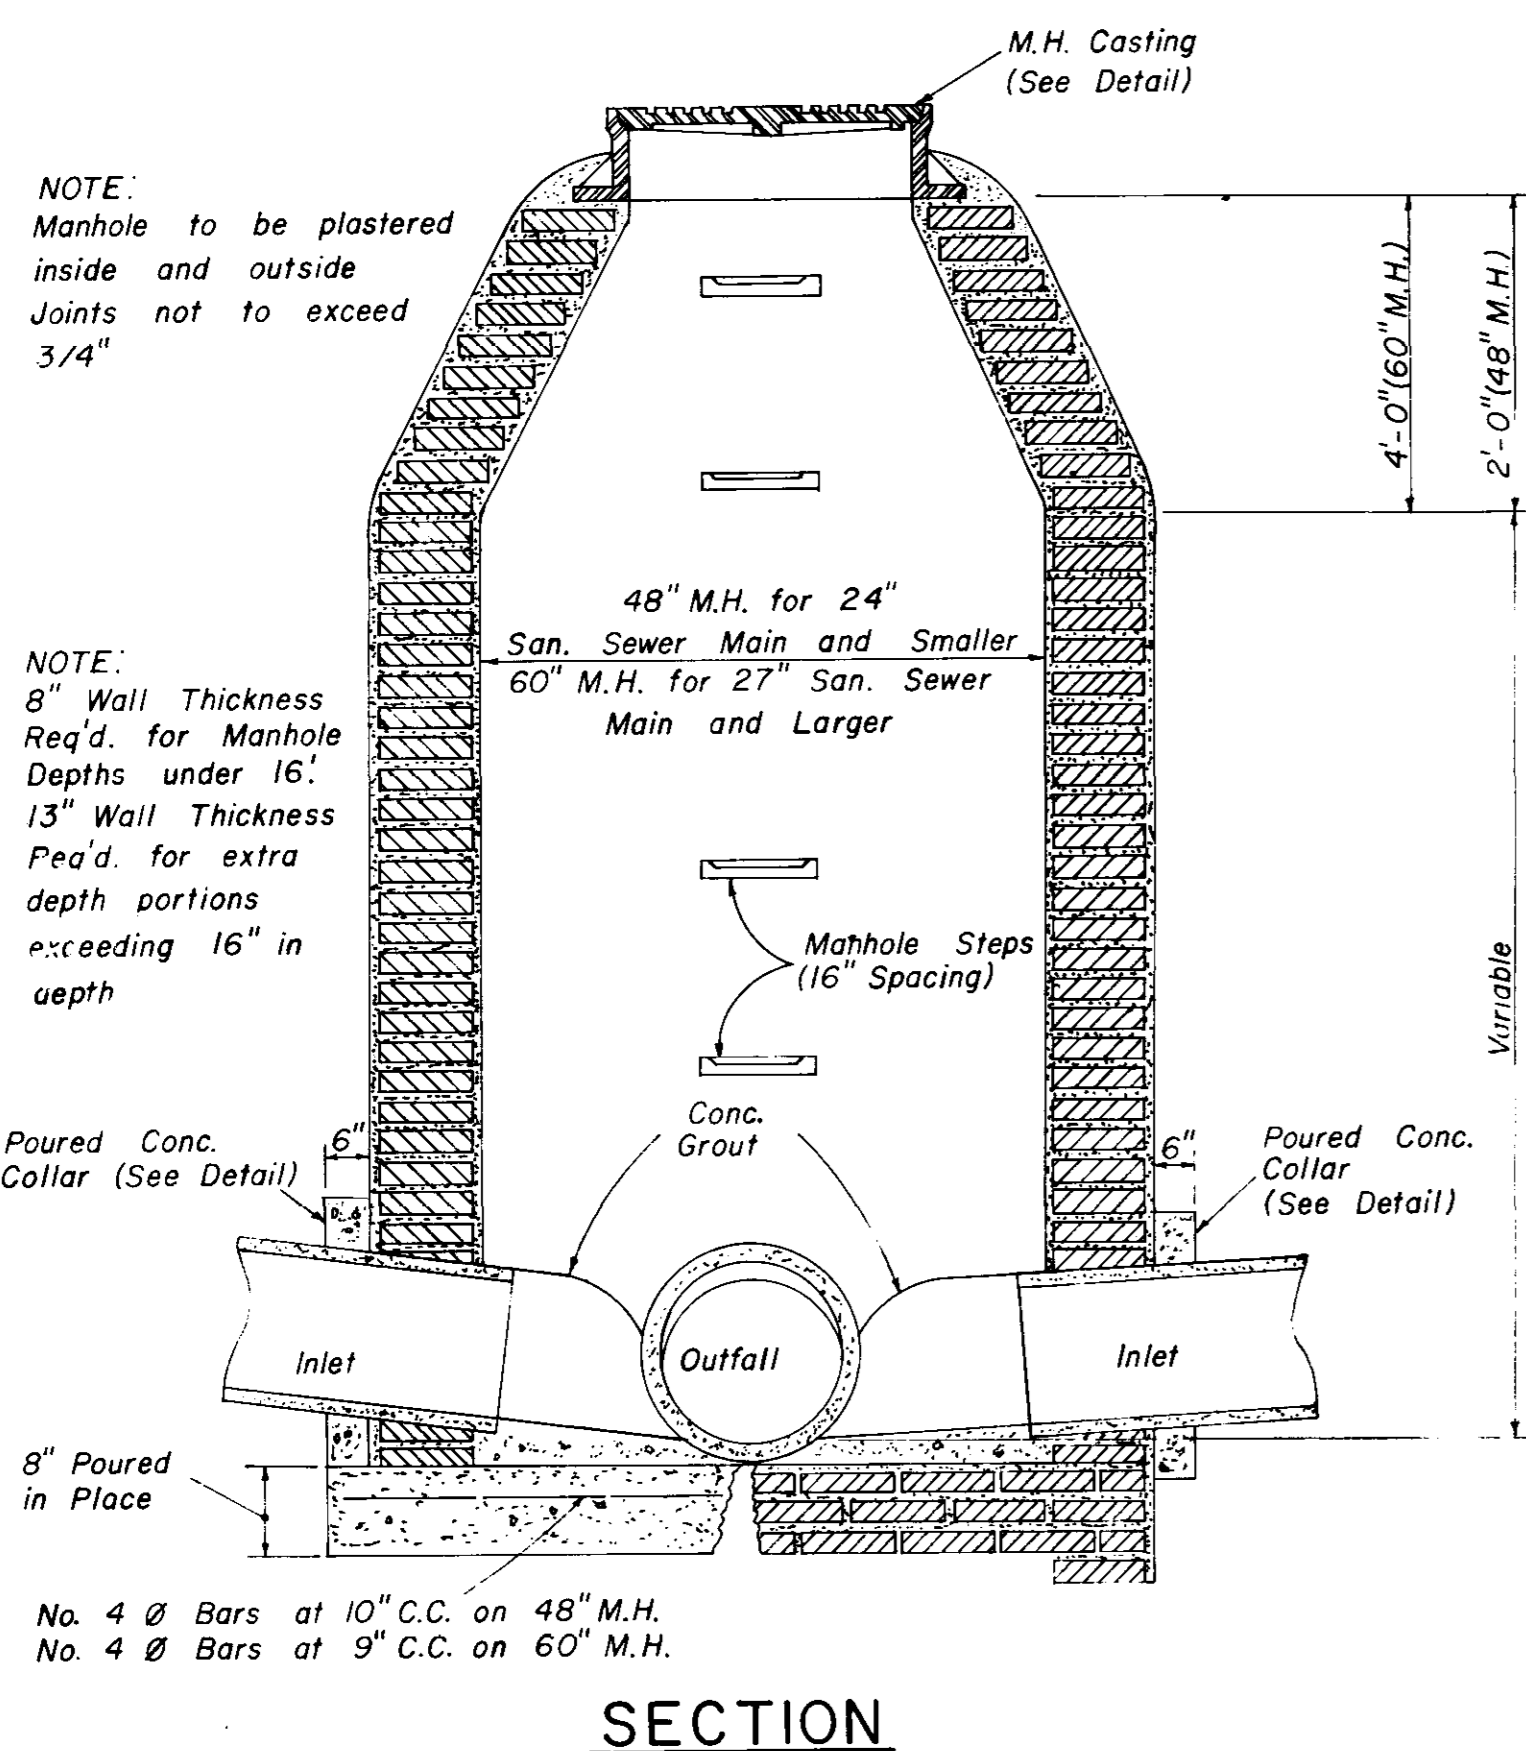 M.H. Casting
(See Detail)
NOTE:
Manhole to be plastered
inside and outside
Joints not to exceed
3/4"
4'-0"(60" M.H.)
2'-0"(48" M.H.)
48" M.H. for 24"
San. Sewer Main and Smaller
60" M.H. for 27" San. Sewer
Main and Larger
NOTE:
8" Wall Thickness
Req'd. for Manhole
Depths under 16'.
13" Wall Thickness
Req'd. for extra
depth portions
exceeding 16" in
depth
Manhole Steps
(16" Spacing)
Variable
Conc.
Grout
Poured Conc.
Collar (See Detail)
6"
6"
Poured Conc.
Collar
(See Detail)
Inlet
Outfall
Inlet
8" Poured
in Place
No. 4 Ø Bars at 10" C.C. on 48" M.H.
No. 4 Ø Bars at 9" C.C. on 60" M.H.
SECTION